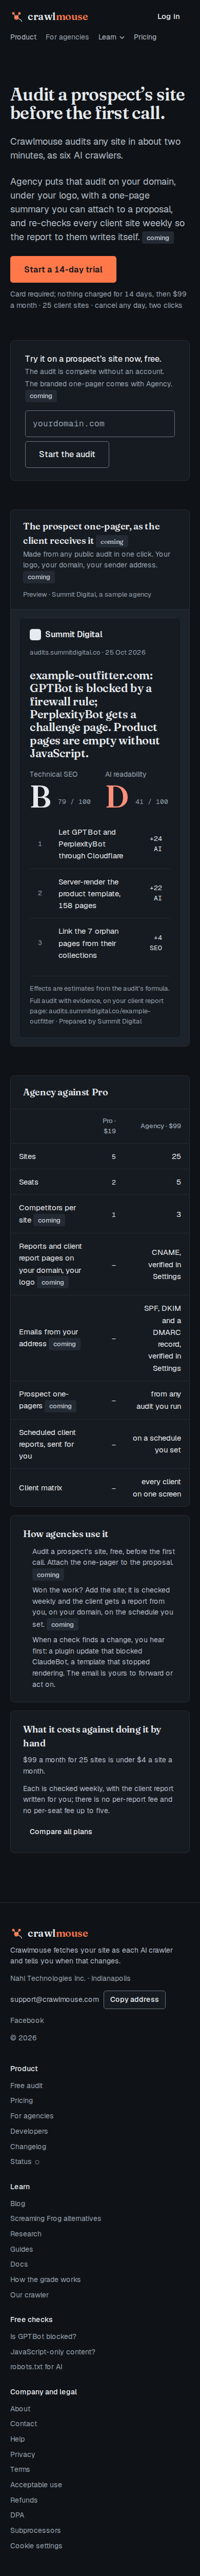 crawlmouse
Log in
Product For agencies Learn Pricing
Audit a prospect's site
before the first call.
Crawlmouse audits any site in about two
minutes, as six AI crawlers.
Agency puts that audit on your domain,
under your logo, with a one-page
summary you can attach to a proposal,
and re-checks every client site weekly so
the report to them writes itself. coming
Start a 14-day trial
Card required; nothing charged for 14 days, then $99
a month · 25 client sites · cancel any day, two clicks
Try it on a prospect's site now, free.
The audit is complete without an account.
The branded one-pager comes with Agency.
coming
yourdomain.com
Start the audit
The prospect one-pager, as the
client receives it coming
Made from any public audit in one click. Your
logo, your domain, your sender address.
coming
Preview · Summit Digital, a sample agency
Summit Digital
audits.summitdigital.co · 25 Oct 2026
example-outfitter.com:
GPTBot is blocked by a
firewall rule;
PerplexityBot gets a
challenge page. Product
pages are empty without
JavaScript.
Technical SEO
B 79 / 100
AI readability
D 41 / 100
1 Let GPTBot and
PerplexityBot
through Cloudflare
+24
AI
2 Server-render the
product template,
158 pages
+22
AI
3 Link the 7 orphan
pages from their
collections
+4
SEO
Effects are estimates from the audit's formula.
Full audit with evidence, on your client report
page: audits.summitdigital.co/example-
outfitter · Prepared by Summit Digital
Agency against Pro
Pro ·
$19
Agency · $99
Sites 5 25
Seats 2 5
Competitors per
site coming
1 3
Reports and client
report pages on
your domain, your
logo coming
–
CNAME,
verified in
Settings
Emails from your
address coming
–
SPF, DKIM
and a
DMARC
record,
verified in
Settings
Prospect one-
pagers coming
–
from any
audit you run
Scheduled client
reports, sent for
you
–
on a schedule
you set
Client matrix
–
every client
on one screen
How agencies use it
Audit a prospect's site, free, before the first
call. Attach the one-pager to the proposal.
coming
Won the work? Add the site; it is checked
weekly and the client gets a report from
you, on your domain, on the schedule you
set. coming
When a check finds a change, you hear
first: a plugin update that blocked
ClaudeBot, a template that stopped
rendering. The email is yours to forward or
act on.
What it costs against doing it by
hand
$99 a month for 25 sites is under $4 a site a
month.
Each is checked weekly, with the client report
written for you; there is no per-report fee and
no per-seat fee up to five.
Compare all plans
crawlmouse
Crawlmouse fetches your site as each AI crawler
and tells you when that changes.
Nahl Technologies Inc. · Indianapolis
support@crawlmouse.com Copy address
Facebook
© 2026
Product
Free audit
Pricing
For agencies
Developers
Changelog
Status
Learn
Blog
Screaming Frog alternatives
Research
Guides
Docs
How the grade works
Our crawler
Free checks
Is GPTBot blocked?
JavaScript-only content?
robots.txt for AI
Company and legal
About
Contact
Help
Privacy
Terms
Acceptable use
Refunds
DPA
Subprocessors
Cookie settings